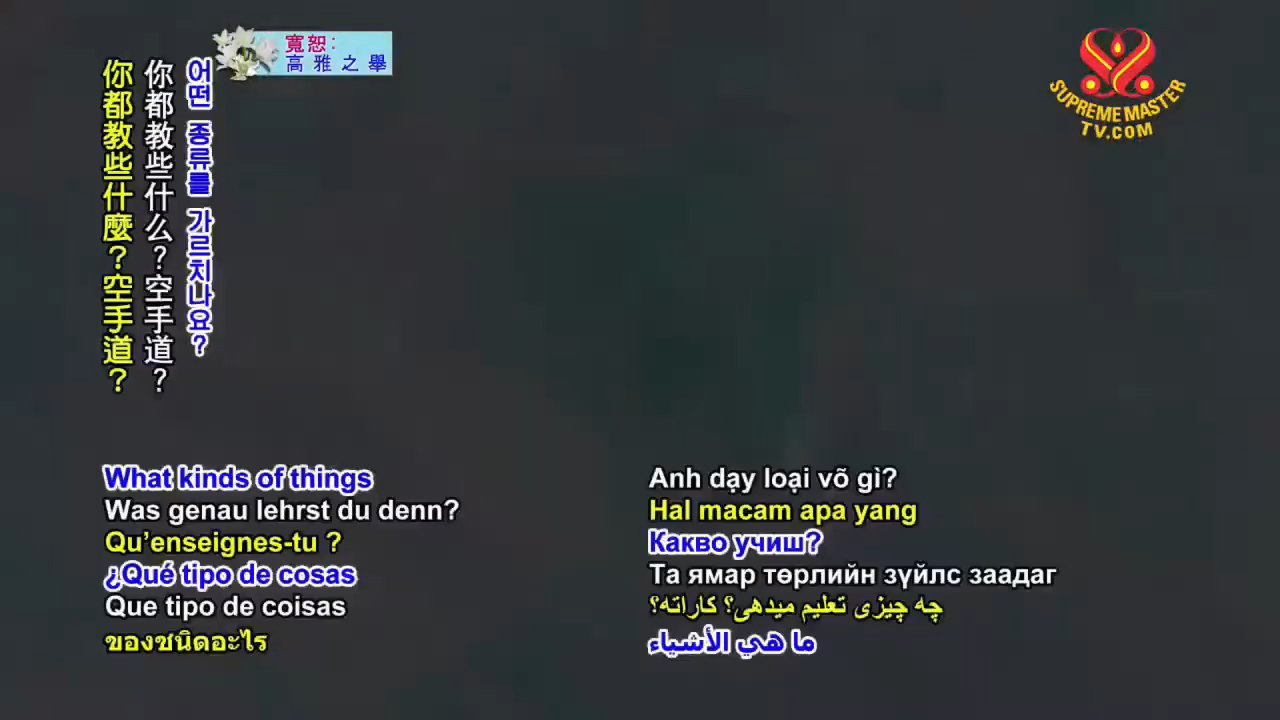 寬恕：
高雅之舉
SUPREME MASTER
TV.COM
어떤 종류를 가르치나요?
你都教些什么？空手道？
你都教些什麼？空手道？
What kinds of things
Was genau lehrst du denn?
Qu’enseignes-tu ?
¿Qué tipo de cosas
Que tipo de coisas
ของชนิดอะไร
Anh dạy loại võ gì?
Hal macam apa yang
Какво учиш?
Та ямар төрлийн зүйлс заадаг
چه چیزی تعلیم میدهی؟ کاراته؟
ما هي الأشياء